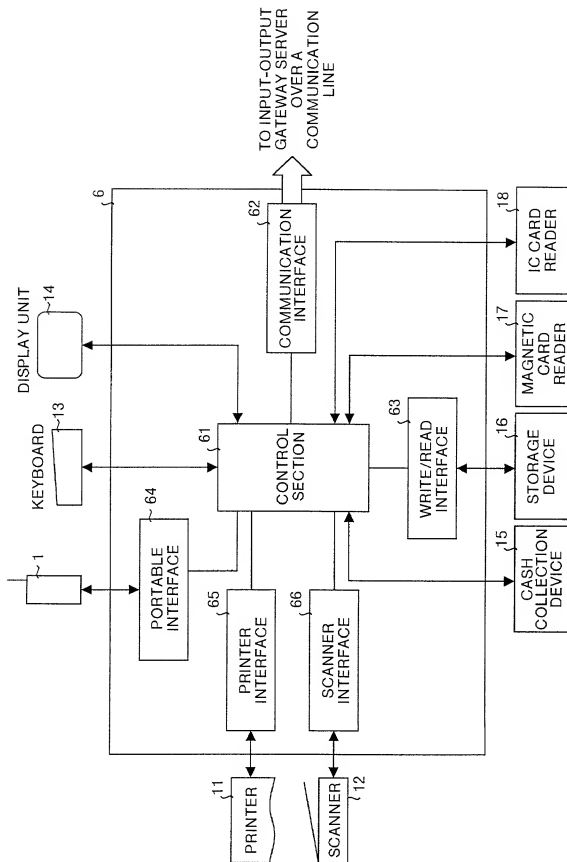 1
KEYBOARD
13
DISPLAY UNIT
14
6
64
PORTABLE
INTERFACE
65
PRINTER
INTERFACE
66
SCANNER
INTERFACE
61
CONTROL
SECTION
62
COMMUNICATION
INTERFACE
63
WRITE/READ
INTERFACE
TO INPUT-OUTPUT
GATEWAY SERVER
OVER A
COMMUNICATION
LINE
11
PRINTER
12
SCANNER
15
CASH
COLLECTION
DEVICE
16
STORAGE
DEVICE
17
MAGNETIC
CARD
READER
18
IC CARD
READER